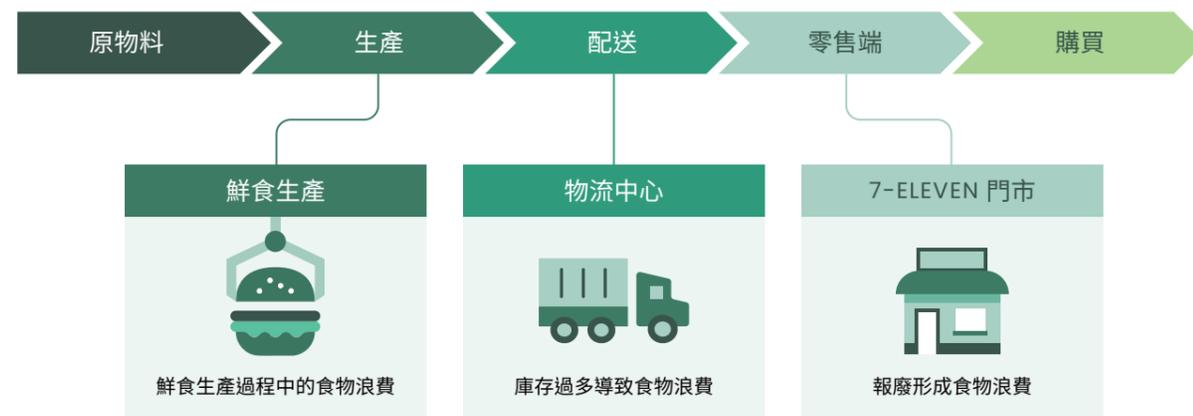 原物料
生產
配送
零售端
購買
鮮食生產
物流中心
7-ELEVEN 門市
鮮食生產過程中的食物浪費
庫存過多導致食物浪費
報廢形成食物浪費